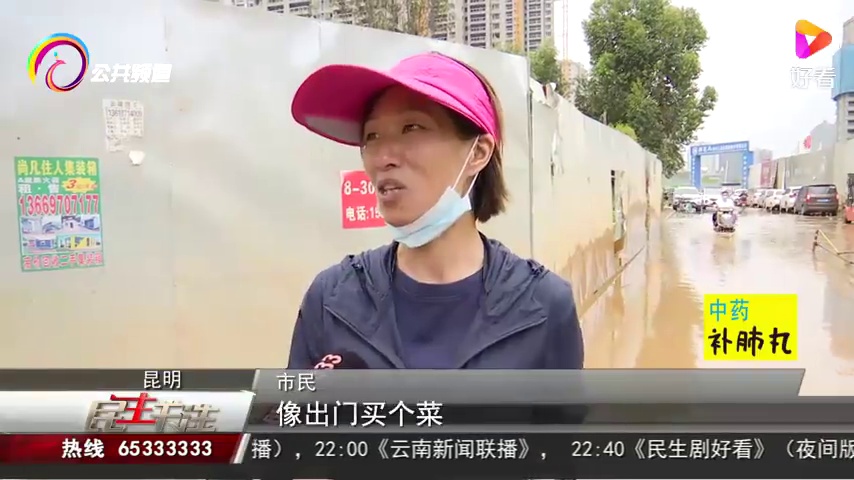 公共频道
好看
尚凡住人集装箱
租·售
13669707177
8-30
电话
中药
补肺丸
昆明
市民
像出门买个菜
民生关注
热线 65333333
播），22:00《云南新闻联播》， 22:40《民生剧好看》（夜间版